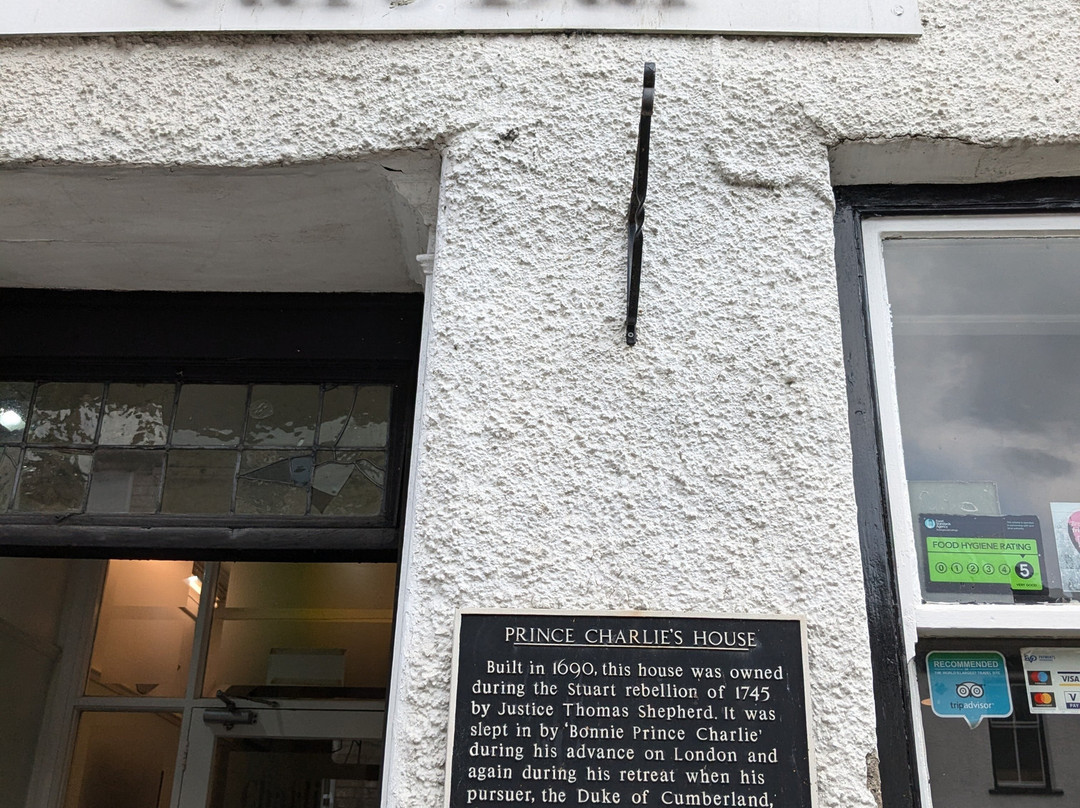 PRINCE CHARLIE'S HOUSE
Built in 1690, this house was owned
during the Stuart rebellion of 1745
by Justice Thomas Shepherd. It was
slept in by 'Bonnie Prince Charlie'
during his advance on London and
again during his retreat when his
pursuer, the Duke of Cumberland,
FOOD HYGIENE RATING
0 1 2 3 4 5
VERY GOOD
RECOMMENDED
tripadvisor
VISA